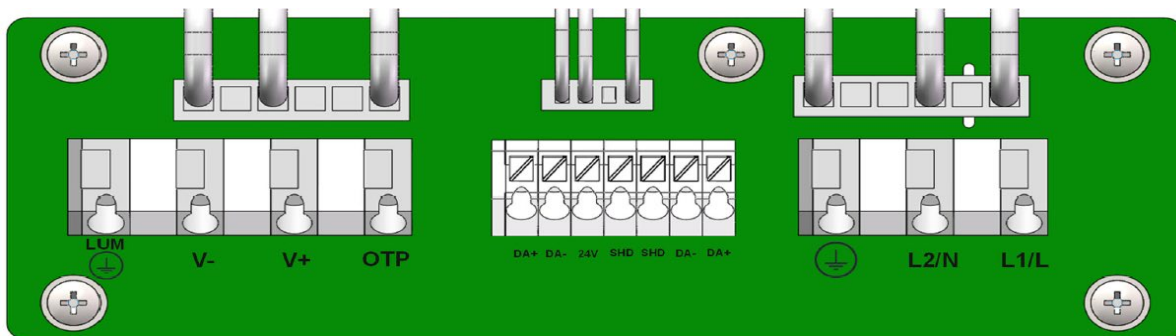 LUM
V- V+ OTP
DA+ DA- 24V SHD SHD DA- DA+
L2/N L1/L